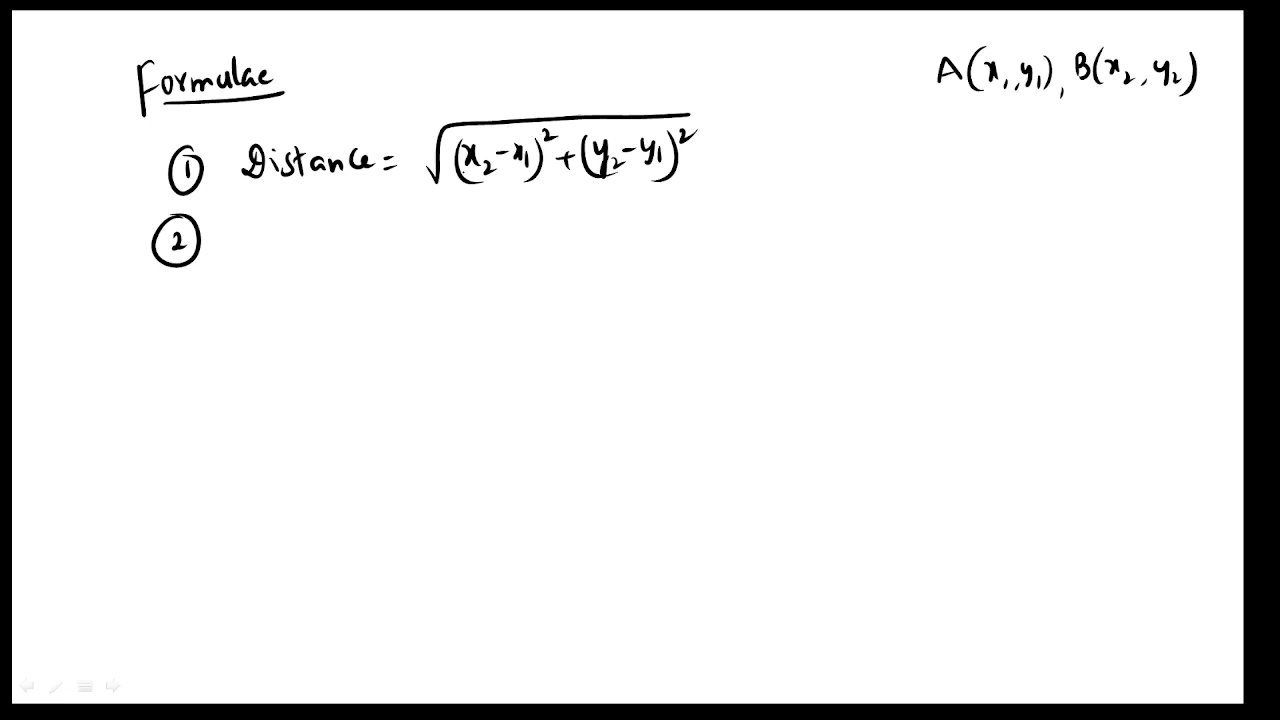 Formulae
A(x₁, y₁), B(x₂, y₂)
① Distance = √((x₂-x₁)²+(y₂-y₁)²)
②